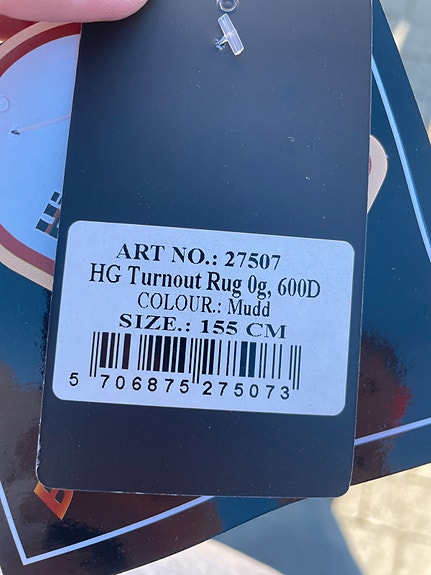 ART NO.: 27507
HG Turnout Rug 0g, 600D
COLOUR.: Mudd
SIZE.: 155 CM
5 706875 275073